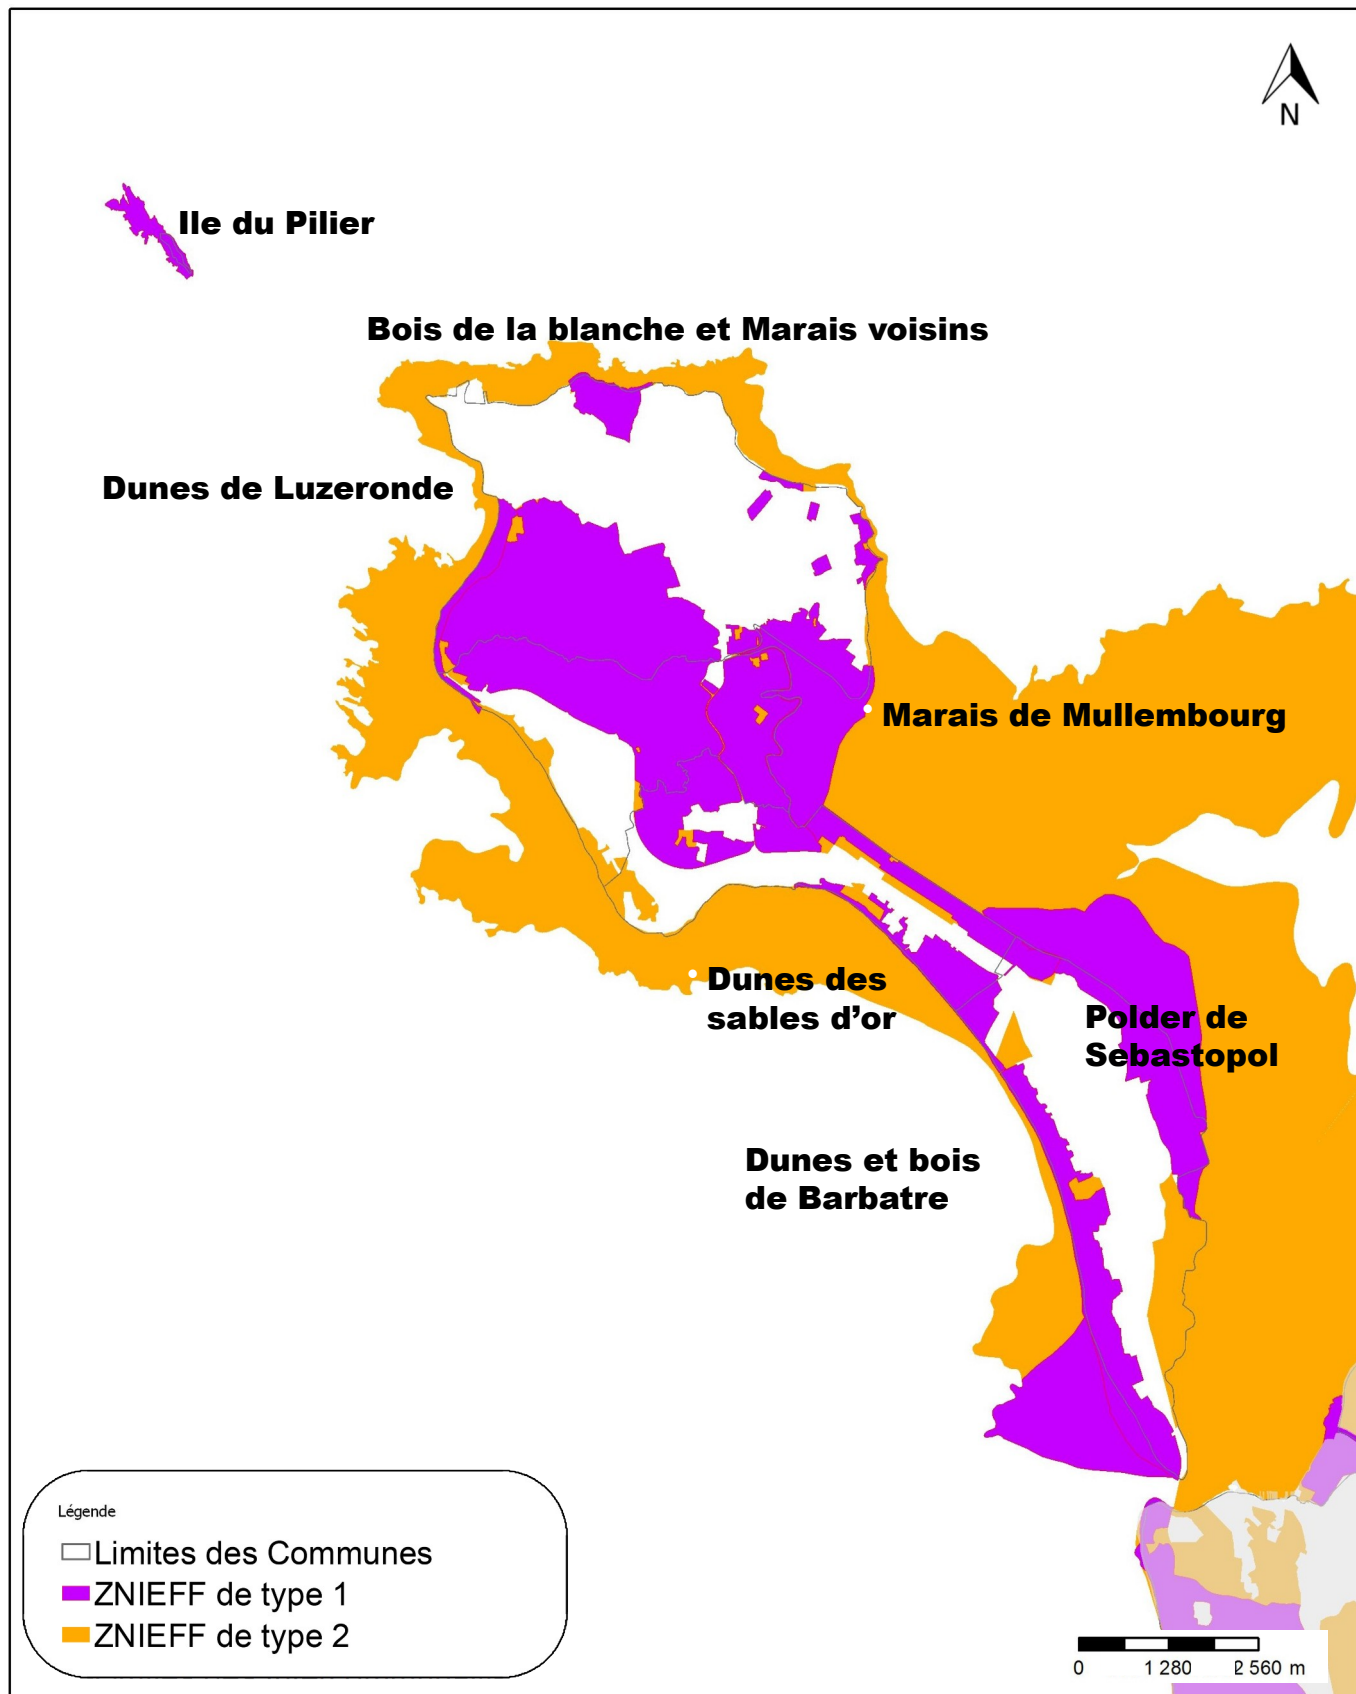 N
Ile du Pilier
Bois de la blanche et Marais voisins
Dunes de Luzeronde
Marais de Mullembourg
Dunes des
sables d’or
Polder de
Sebastopol
Dunes et bois
de Barbatre
Légende
Limites des Communes
ZNIEFF de type 1
ZNIEFF de type 2
0 1 280 2 560 m